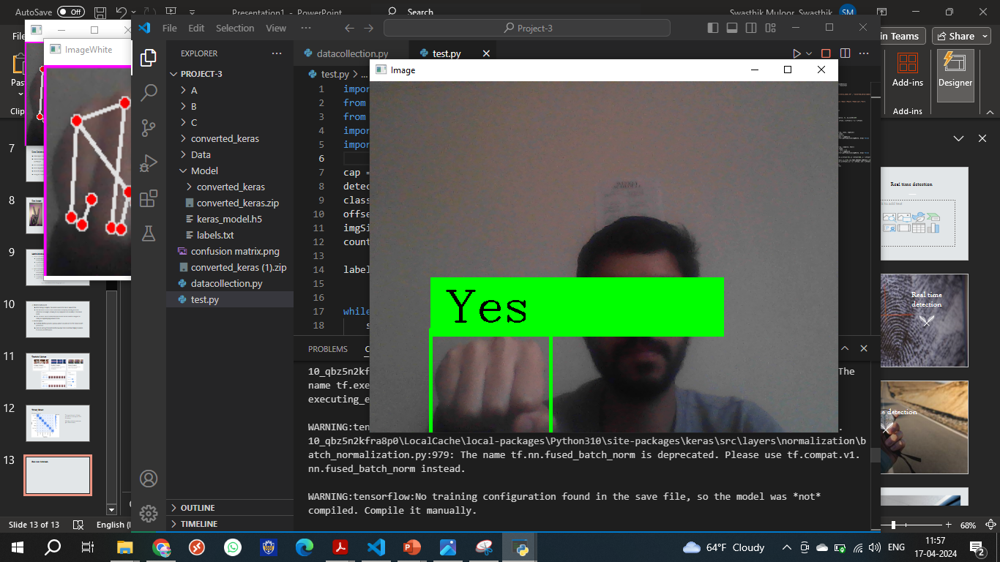 AutoSave Off
Presentation1 - PowerPoint
Search
Swasthik Muloor, Swasthik
SM
File
in Teams
Share
Past
Clip
Add-ins
Designer
Add-ins
ImageWhite
File Edit Selection View ...
Project-3
EXPLORER
PROJECT-3
A
B
C
converted_keras
Data
Model
converted_keras
converted_keras.zip
keras_model.h5
labels.txt
confusion matrix.png
converted_keras (1).zip
datacollection.py
test.py
OUTLINE
TIMELINE
datacollection.py
test.py
test.py > ...
1 impor
2 from
3 from
4 impor
5 impor
6
7 cap =
8 detec
9 class
10 offse
11 imgSi
12 count
13
14 label
15
16
17 while
18 s
Image
Yes
PROBLEMS
10_qbz5n2kf
The
name tf.exe
executing_e
WARNING:ten
10_qbz5n2kfra8p0\LocalCache\local-packages\Python310\site-packages\keras\src\layers\normalization\b
atch_normalization.py:979: The name tf.nn.fused_batch_norm is deprecated. Please use tf.compat.v1.
nn.fused_batch_norm instead.
WARNING:tensorflow:No training configuration found in the save file, so the model was *not*
compiled. Compile it manually.
7
8
9
10
11
12
13
Real time detection
Real time
detection
e detection
Slide 13 of 13
English (I
68%
64°F Cloudy
ENG
11:57
17-04-2024
2